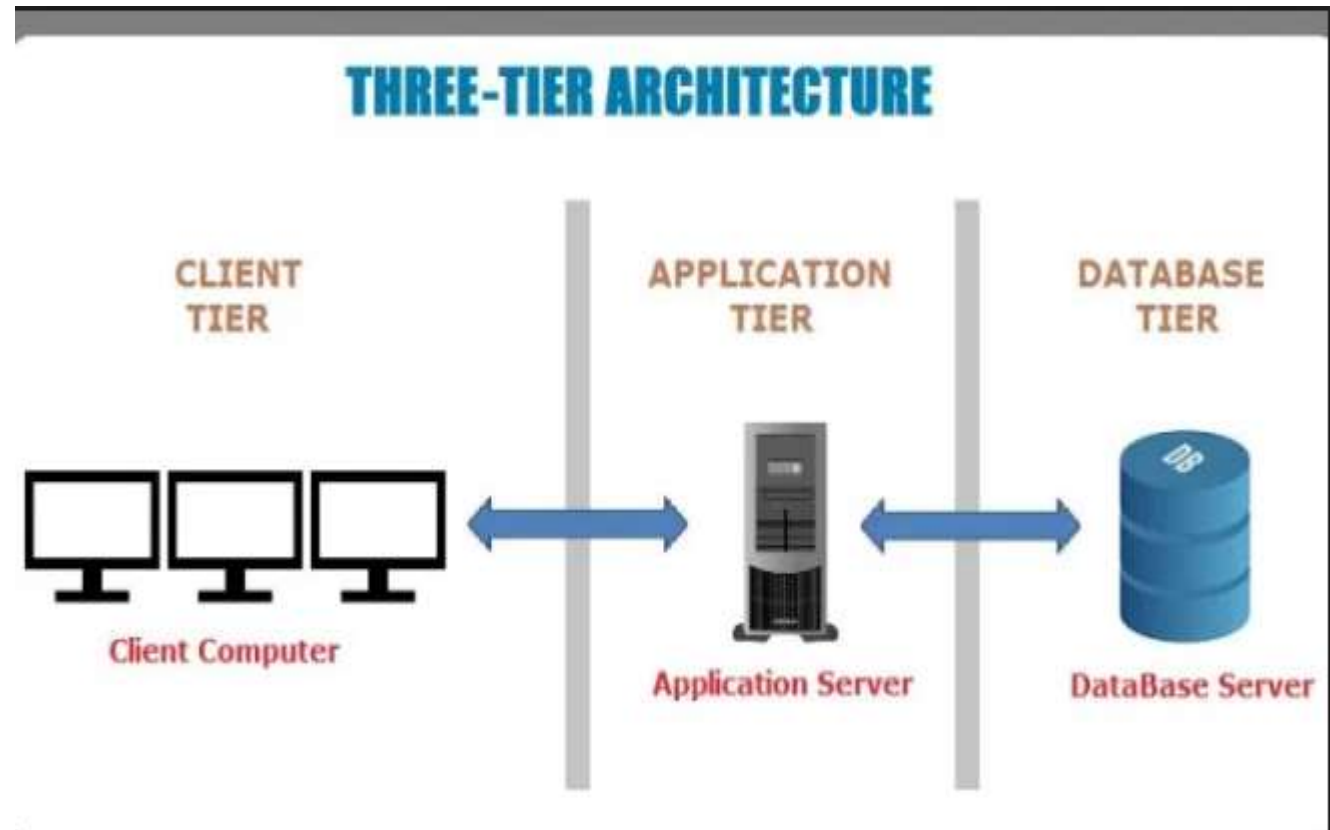 THREE-TIER ARCHITECTURE
CLIENT
TIER
APPLICATION
TIER
DATABASE
TIER
DB
Client Computer
Application Server
DataBase Server